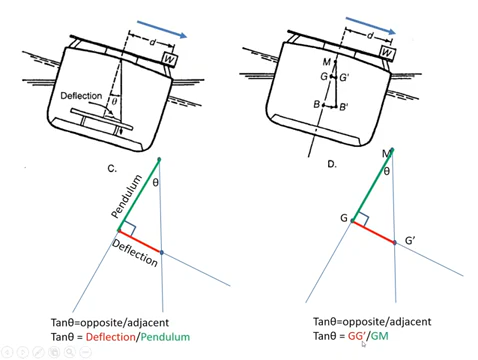 d
W
Deflection
θ
C.
θ
Pendulum
Deflection
Tanθ=opposite/adjacent
Tanθ = Deflection/Pendulum
d
W
M
G
G'
B
B'
D.
M
θ
G
G'
Tanθ=opposite/adjacent
Tanθ = GG'/GM